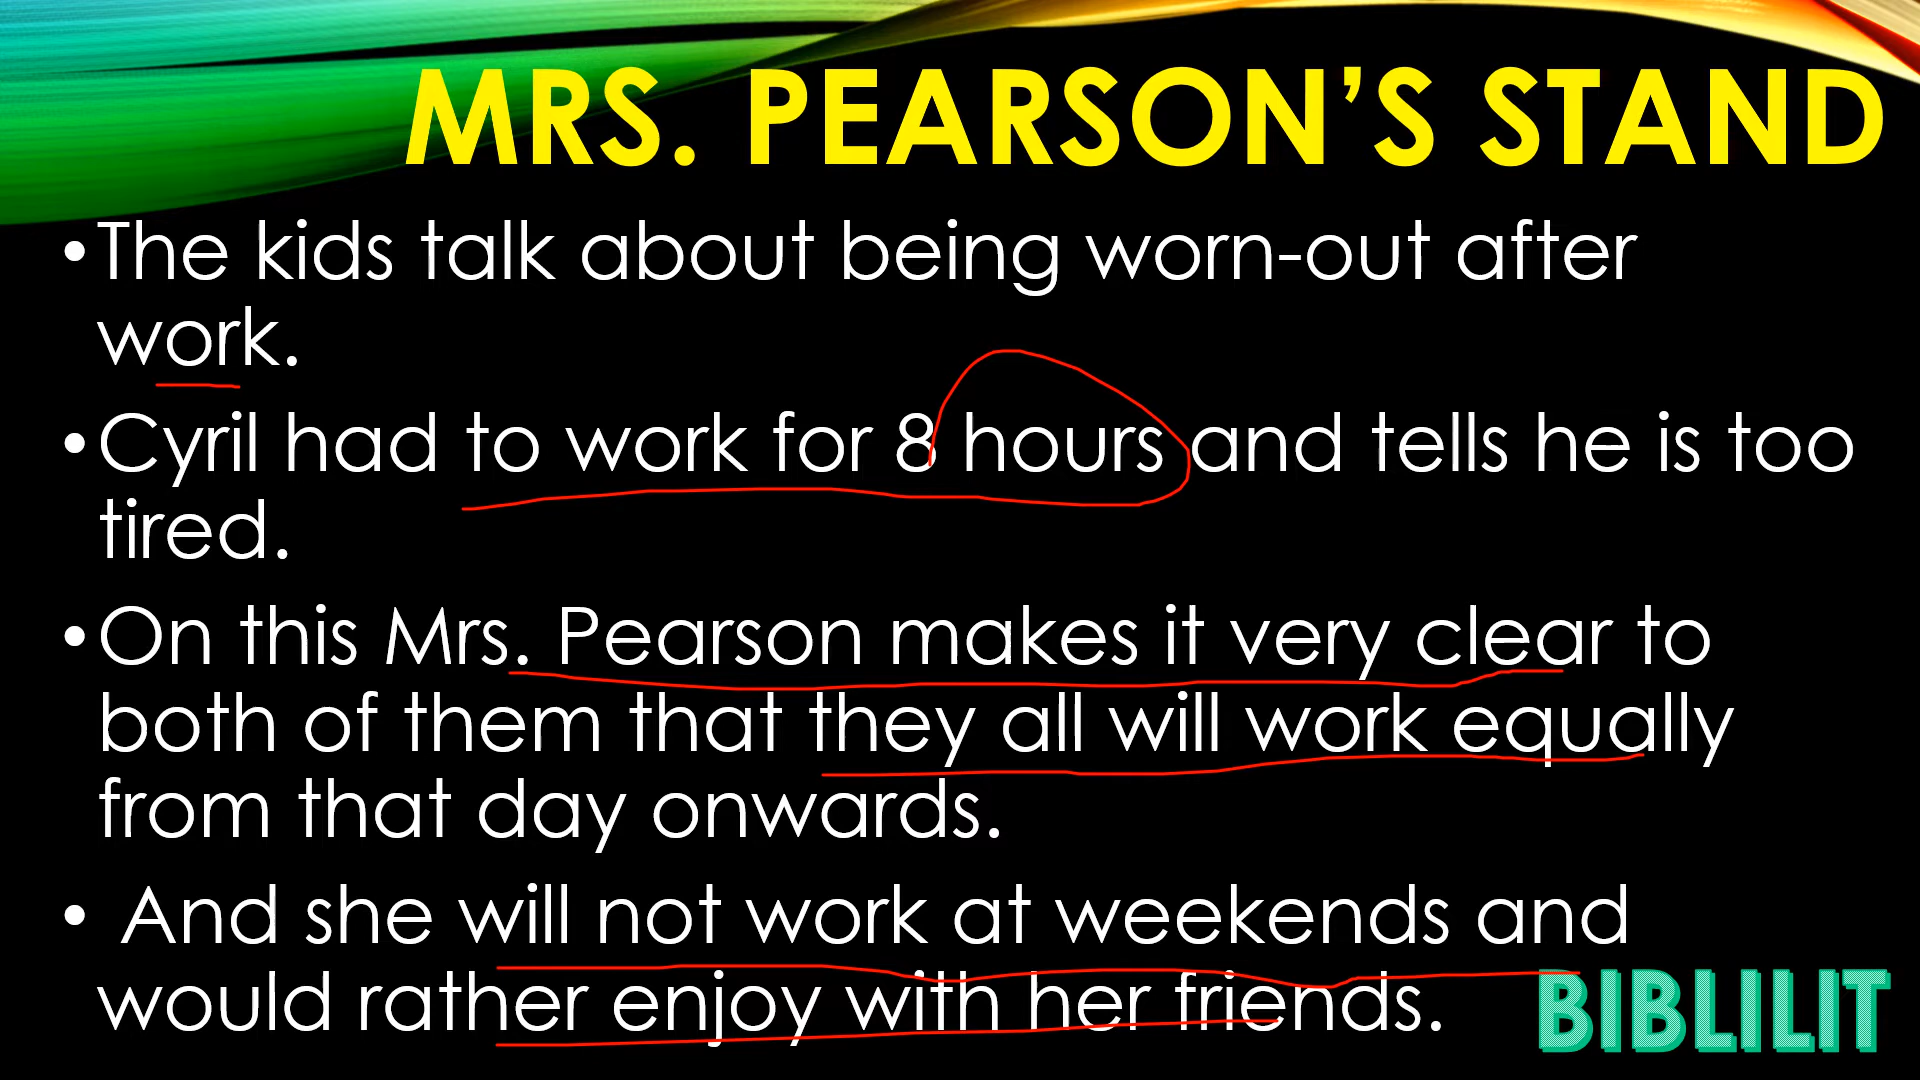 MRS. PEARSON’S STAND
•The kids talk about being worn-out after
work.
•Cyril had to work for 8 hours and tells he is too
tired.
•On this Mrs. Pearson makes it very clear to
both of them that they all will work equally
from that day onwards.
• And she will not work at weekends and
would rather enjoy with her friends.
BIBLILIT